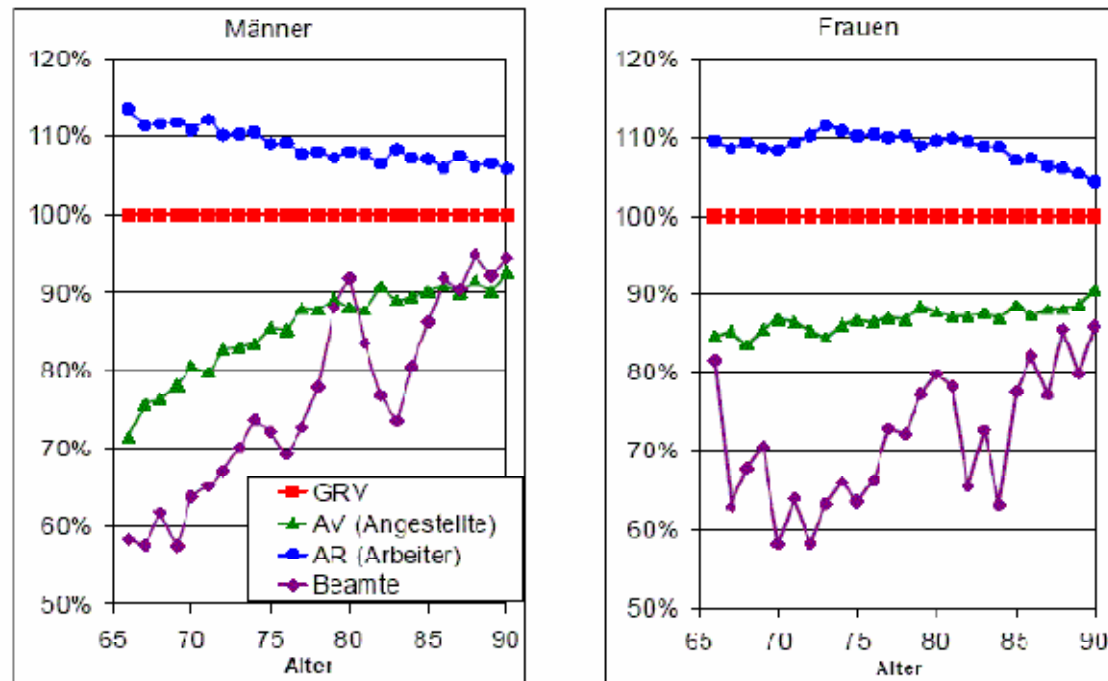 Männer
120%
110%
100%
90%
80%
70%
60%
50%
65 70 75 80 85 90
Alter
GRV
AV (Angestellte)
AR (Arbeiter)
Beamte
Frauen
120%
110%
100%
90%
80%
70%
60%
50%
65 70 75 80 85 90
Alter